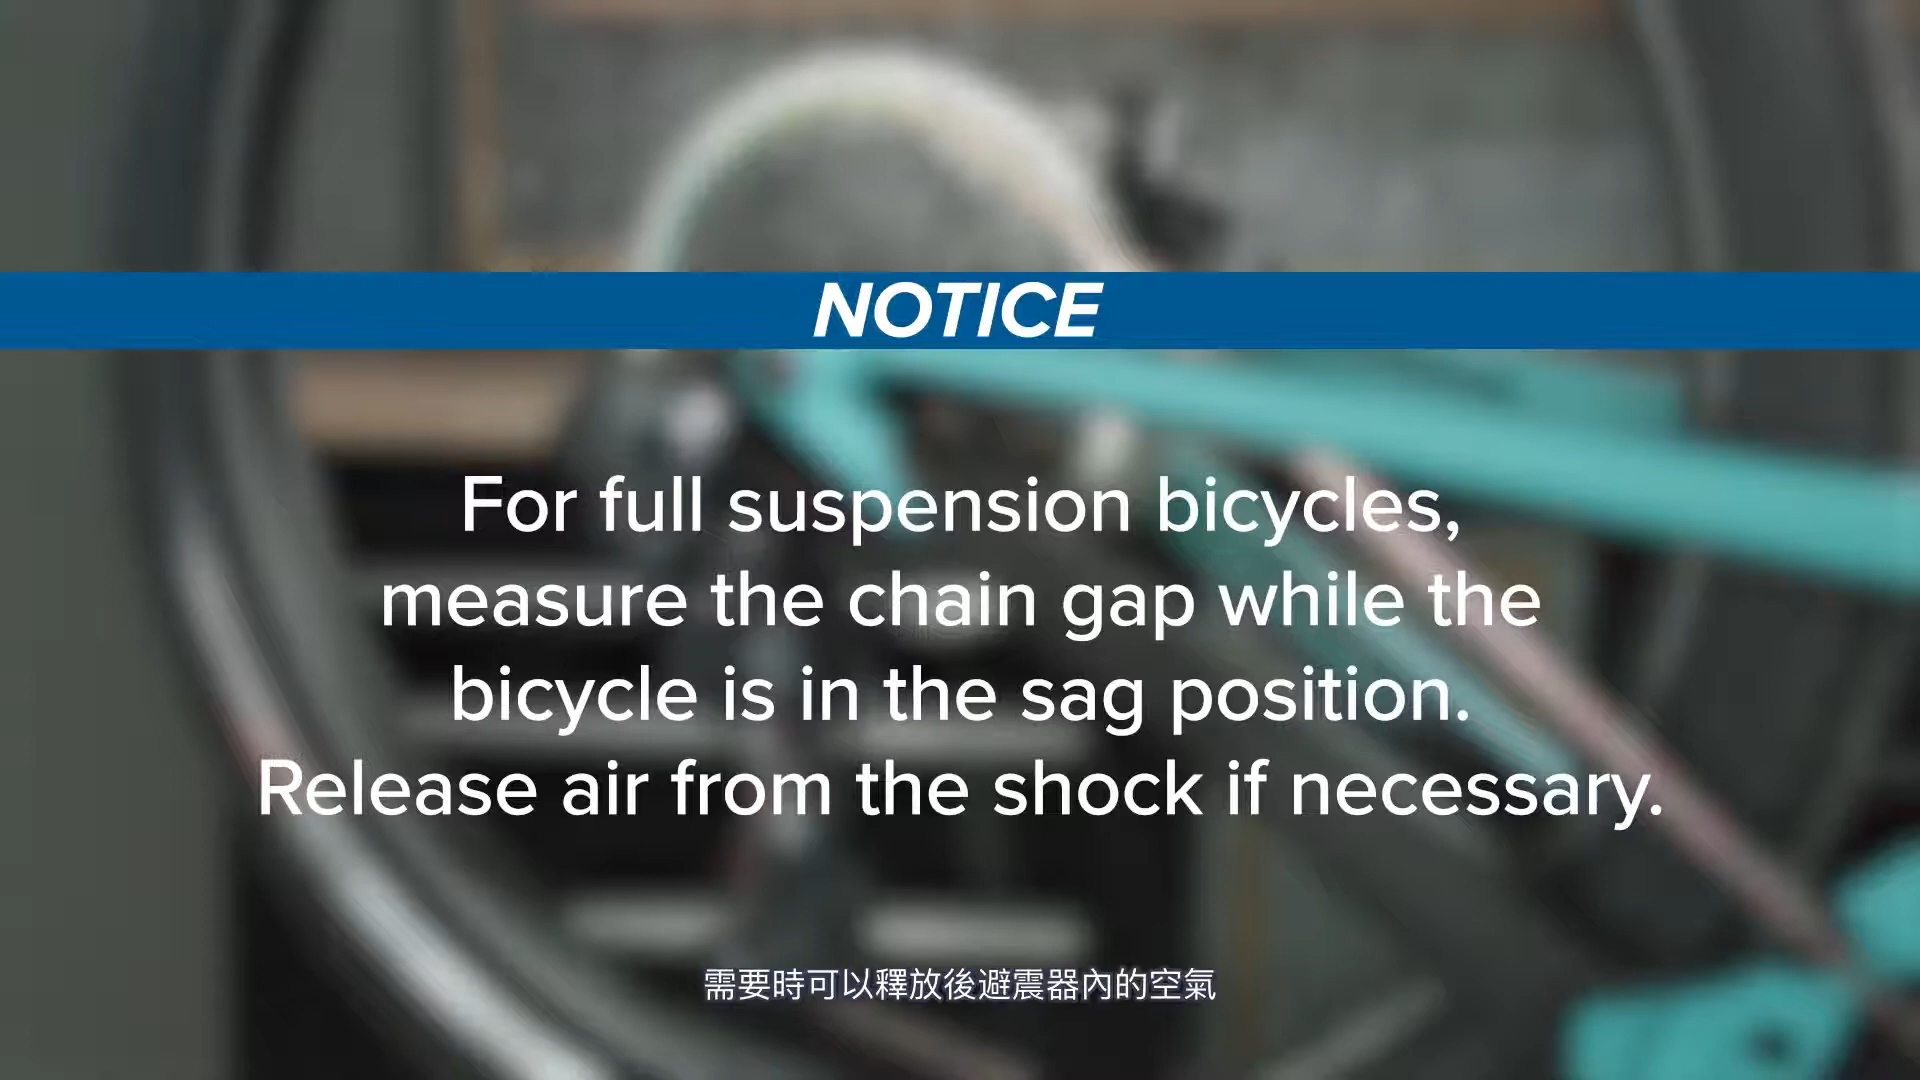 NOTICE
For full suspension bicycles,
measure the chain gap while the
bicycle is in the sag position.
Release air from the shock if necessary.
需要時可以釋放後避震器內的空氣